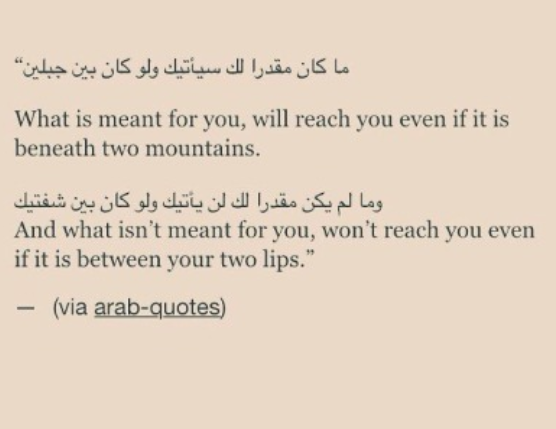 “ما كان مقدرا لك سيأتيك ولو كان بين جبلين
What is meant for you, will reach you even if it is
beneath two mountains.
وما لم يكن مقدرا لك لن يأتيك ولو كان بين شفتيك
And what isn’t meant for you, won’t reach you even
if it is between your two lips.”
— (via arab-quotes)